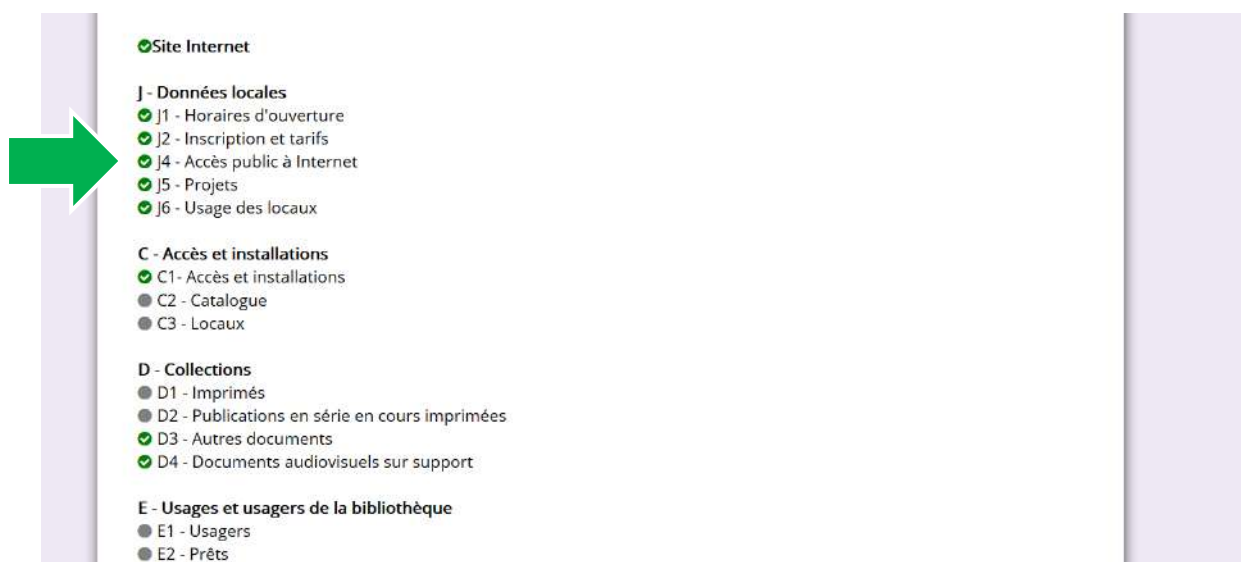 Site Internet
J - Données locales
J1 - Horaires d'ouverture
J2 - Inscription et tarifs
J4 - Accès public à Internet
J5 - Projets
J6 - Usage des locaux
C - Accès et installations
C1- Accès et installations
C2 - Catalogue
C3 - Locaux
D - Collections
D1 - Imprimés
D2 - Publications en série en cours imprimées
D3 - Autres documents
D4 - Documents audiovisuels sur support
E - Usages et usagers de la bibliothèque
E1 - Usagers
E2 - Prêts